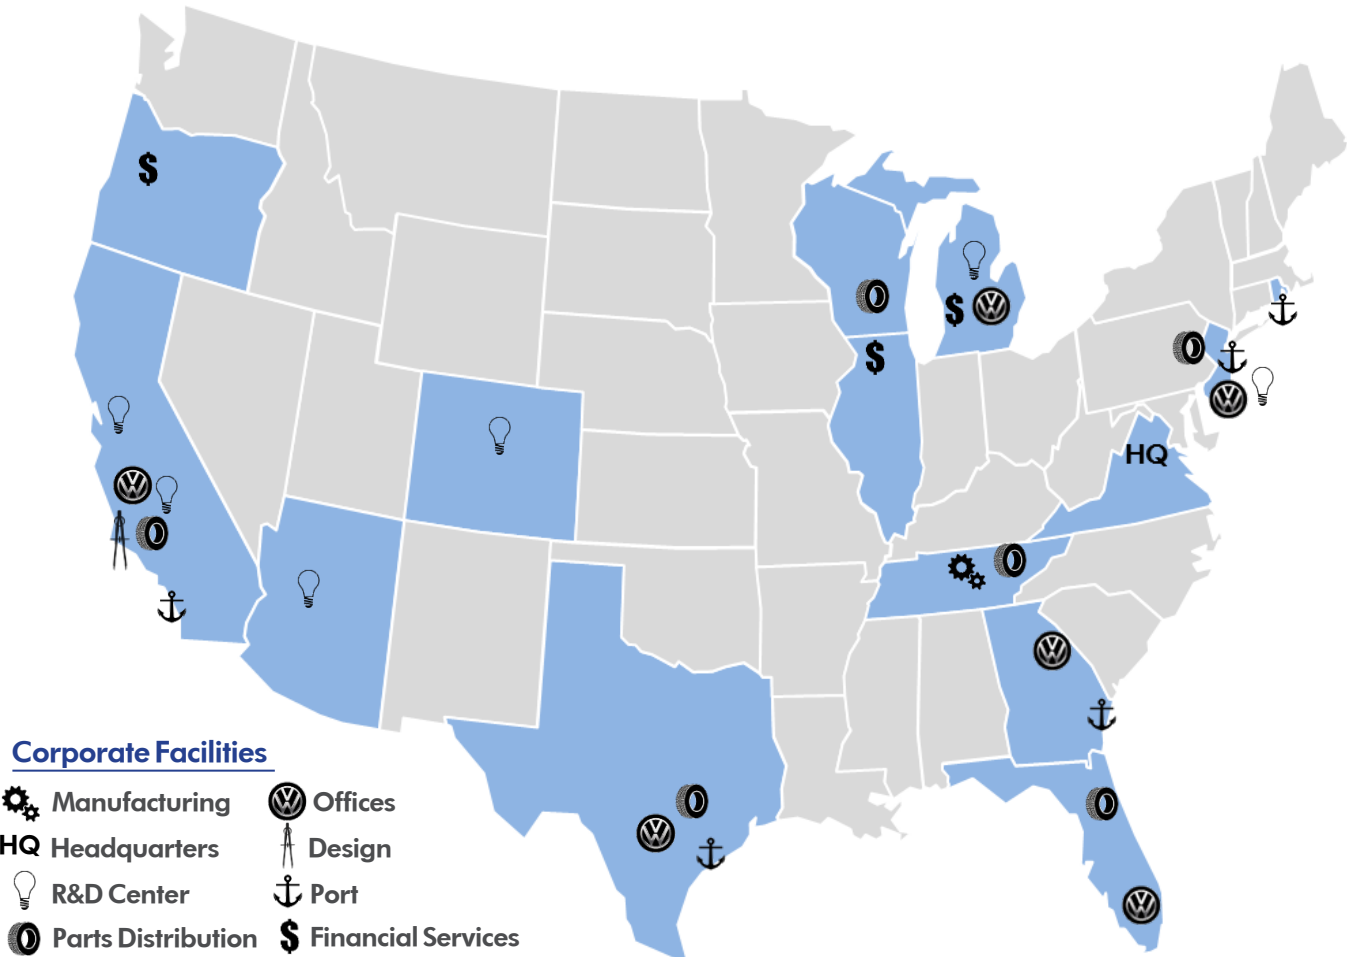 $
$
$
HQ
Corporate Facilities
Manufacturing
Offices
HQ Headquarters
Design
R&D Center
Port
Parts Distribution
$ Financial Services